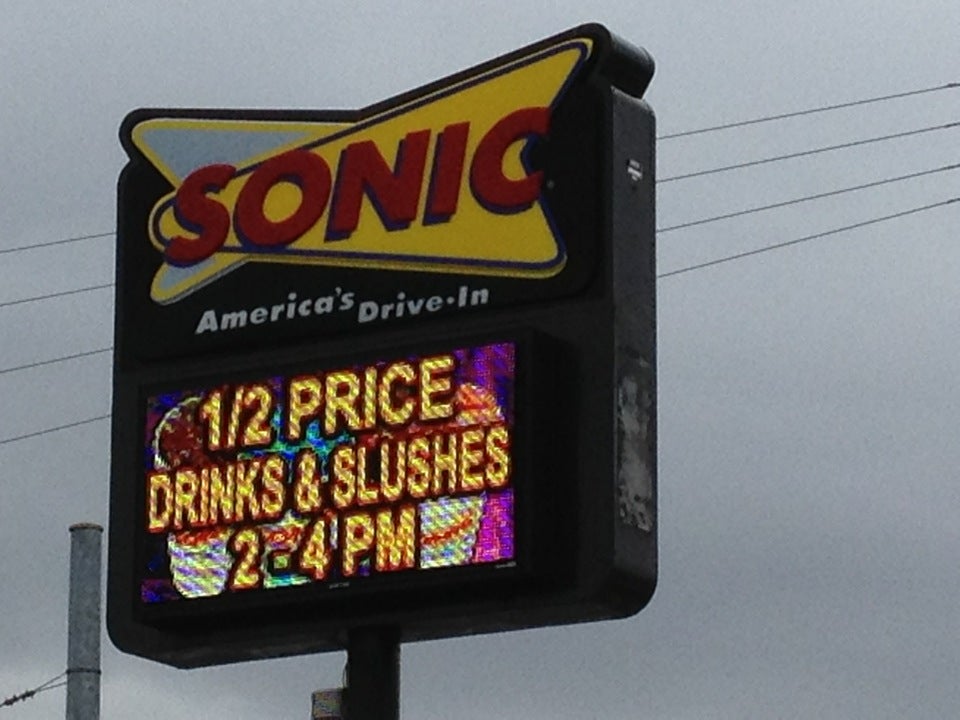 SONIC
America's Drive-In
1/2 PRICE
DRINKS & SLUSHES
2-4 PM